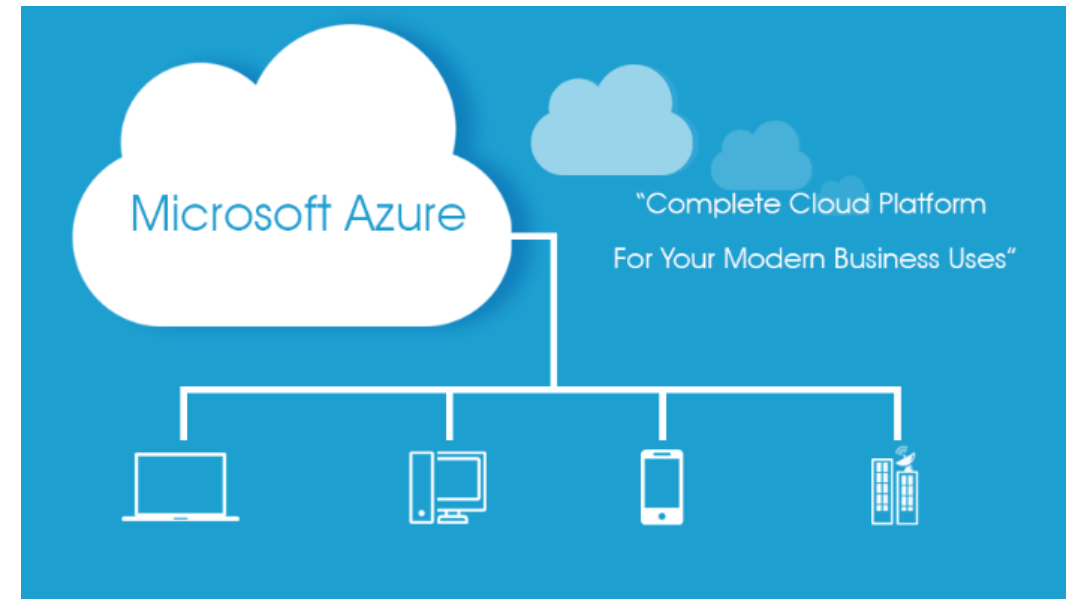 Microsoft Azure
“Complete Cloud Platform
For Your Modern Business Uses“